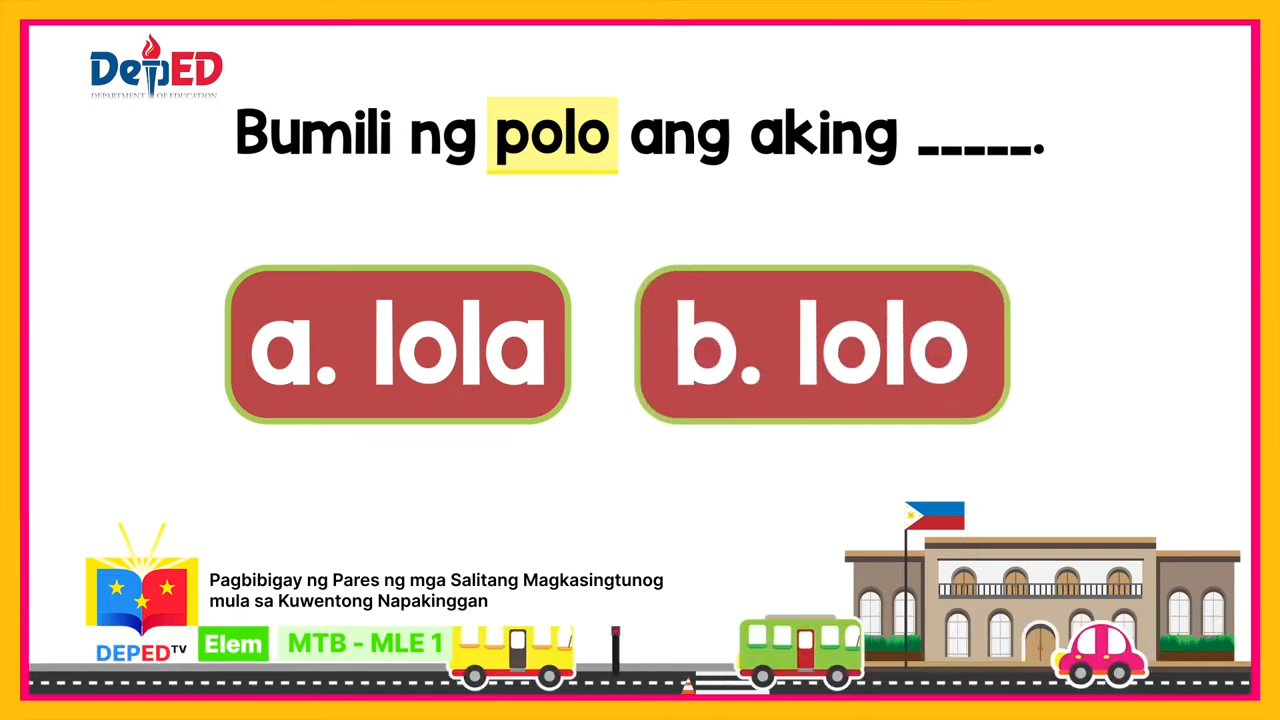 DepED
DEPARTMENT OF EDUCATION
Bumili ng polo ang aking _____.
a. lola
b. lolo
Pagbibigay ng Pares ng mga Salitang Magkasingtunog
mula sa Kuwentong Napakinggan
DEPED TV
Elem
MTB - MLE 1